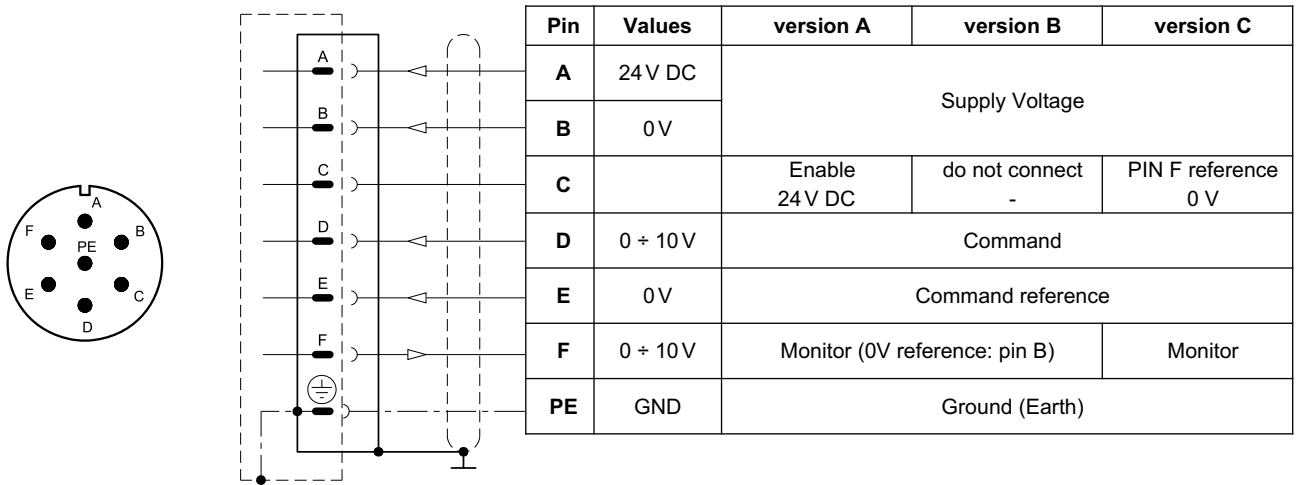 A
F
B
PE
E
C
D
A
B
C
D
E
F
Pin Values version A version B version C
A 24 V DC
Supply Voltage
B 0 V
C Enable do not connect PIN F reference
24 V DC - 0 V
D 0 ÷ 10 V Command
E 0 V Command reference
F 0 ÷ 10 V Monitor (0V reference: pin B) Monitor
PE GND Ground (Earth)